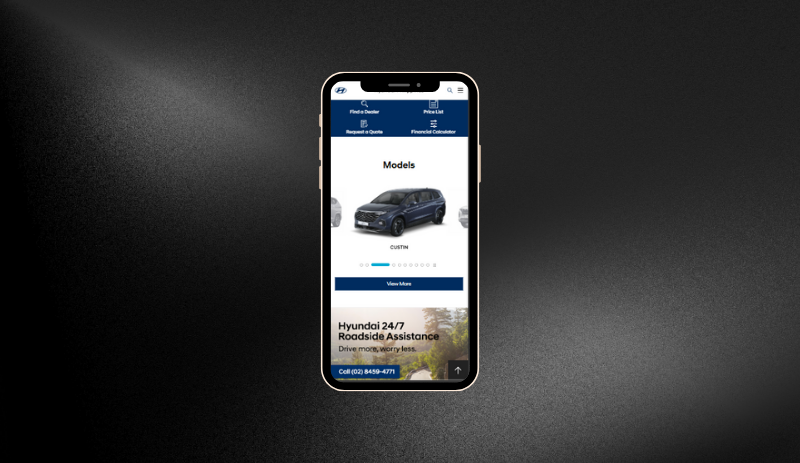 Find a Dealer
Price List
Request a Quote
Financial Calculator
Models
CUSTIN
View More
Hyundai 24/7
Roadside Assistance
Drive more, worry less.
Call (02) 8459-4771